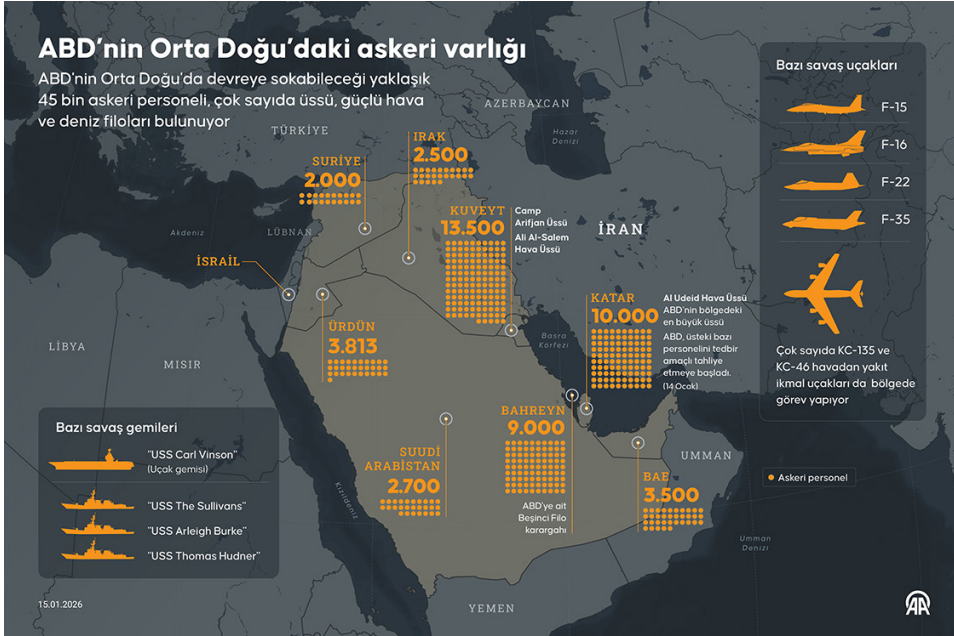 ABD'nin Orta Doğu'daki askeri varlığı
ABD'nin Orta Doğu'da devreye sokabileceği yaklaşık
45 bin askeri personeli, çok sayıda üssü, güçlü hava
ve deniz filoları bulunuyor
TÜRKİYE
AZERBAYCAN
Hazar
Denizi
SURİYE
2.000
IRAK
2.500
KUVEYT
13.500
Camp
Arifjan Üssü
Ali Al-Salem
Hava Üssü
İRAN
Akdeniz
LÜBNAN
İSRAİL
ÜRDÜN
3.813
LİBYA
MISIR
Basra
Körfezi
KATAR
10.000
Al Udeid Hava Üssü
ABD'nin bölgedeki
en büyük üssü
ABD, üsteki bazı
personelini tedbir
amaçlı tahliye
etmeye başladı.
(14 Ocak)
BAHREYN
9.000
ABD'ye ait
Beşinci Filo
karargahı
SUUDİ
ARABİSTAN
2.700
BAE
3.500
UMMAN
Umman
Denizi
Kızıldeniz
YEMEN
Bazı savaş uçakları
F-15
F-16
F-22
F-35
Çok sayıda KC-135 ve
KC-46 havadan yakıt
ikmal uçakları da bölgede
görev yapıyor
Askeri personel
Bazı savaş gemileri
"USS Carl Vinson"
(Uçak gemisi)
"USS The Sullivans"
"USS Arleigh Burke"
"USS Thomas Hudner"
15.01.2026
AA